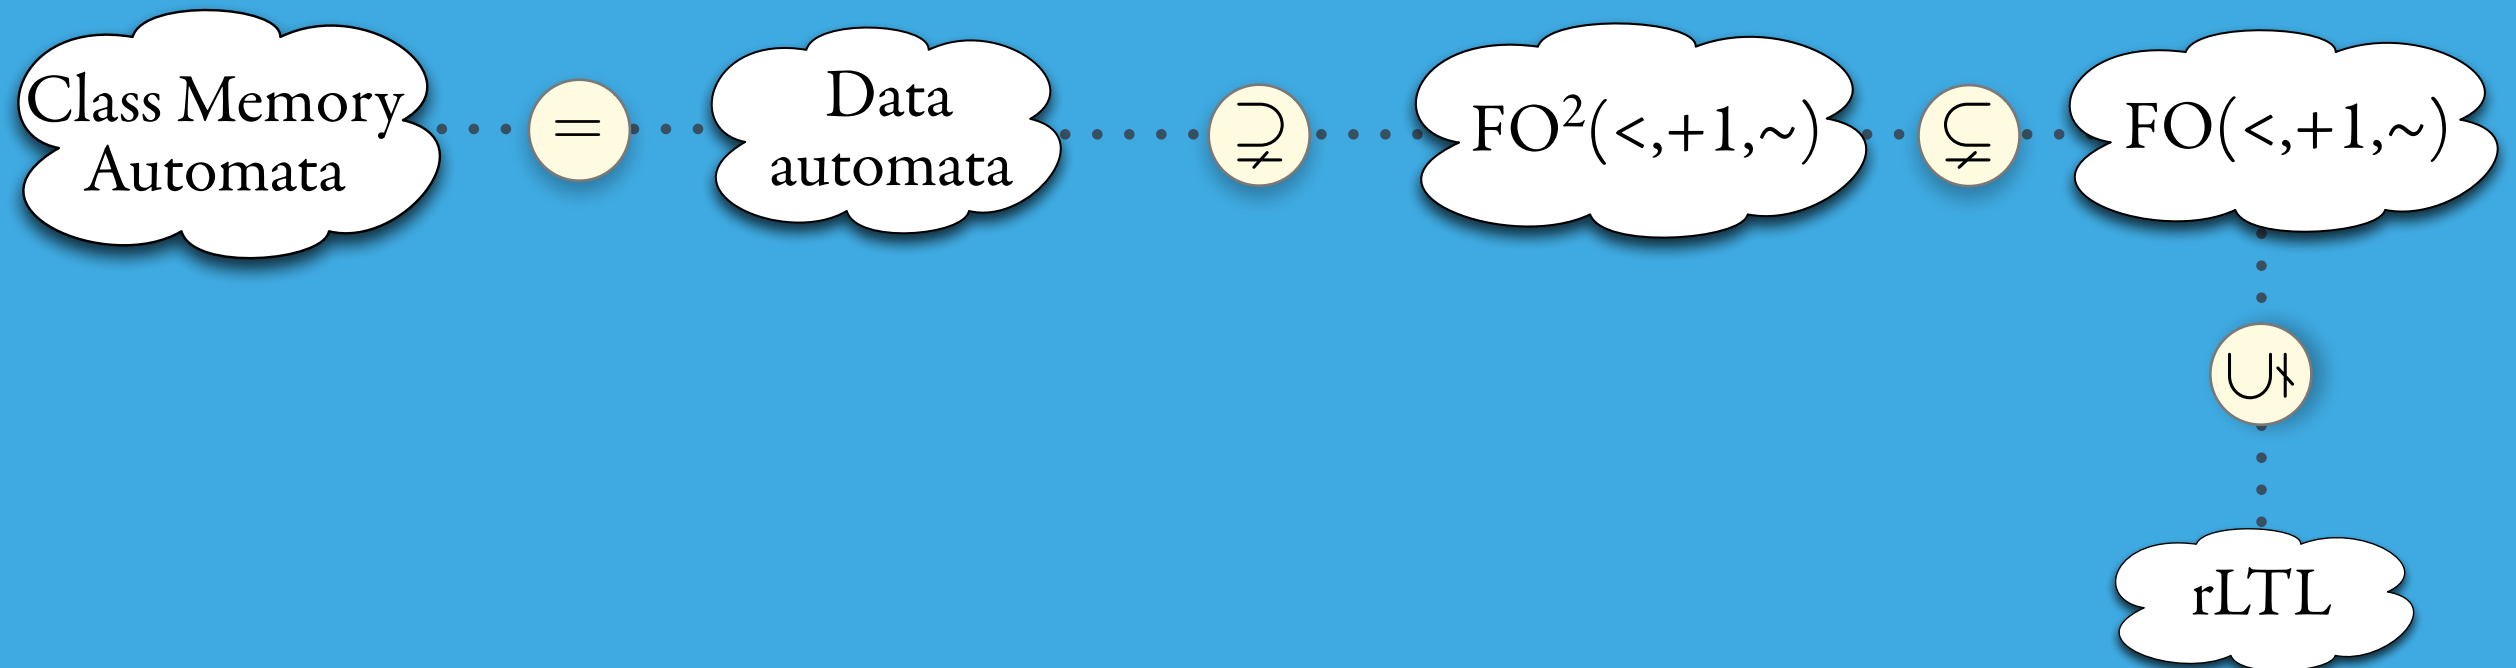 Class Memory
Automata
=
Data
automata
⊋
FO²(<,+1,~)
⊊
FO(<,+1,~)
⊊
rLTL